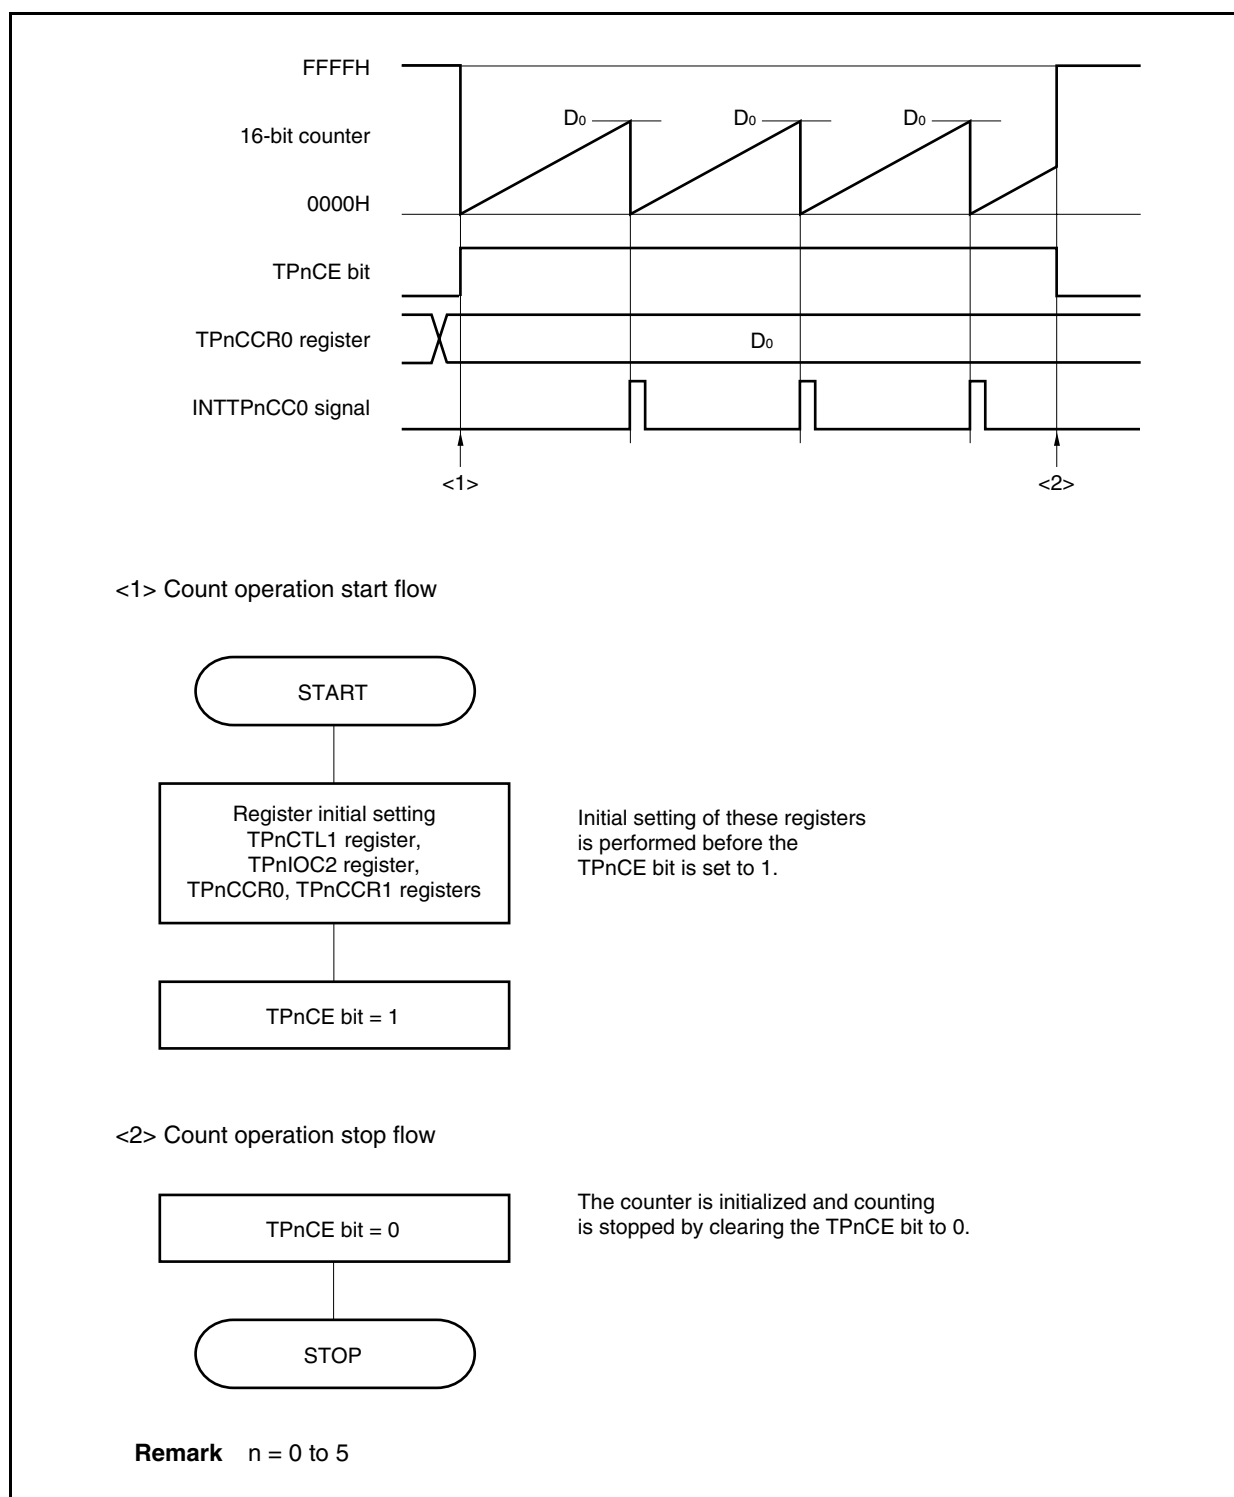 FFFFH
D0 D0 D0
16-bit counter
0000H
TPnCE bit
TPnCCR0 register
D0
INTTPnCC0 signal
<1> <2>
<1> Count operation start flow
START
Register initial setting
TPnCTL1 register,
TPnIOC2 register,
TPnCCR0, TPnCCR1 registers
Initial setting of these registers
is performed before the
TPnCE bit is set to 1.
TPnCE bit = 1
<2> Count operation stop flow
TPnCE bit = 0
The counter is initialized and counting
is stopped by clearing the TPnCE bit to 0.
STOP
Remark n = 0 to 5